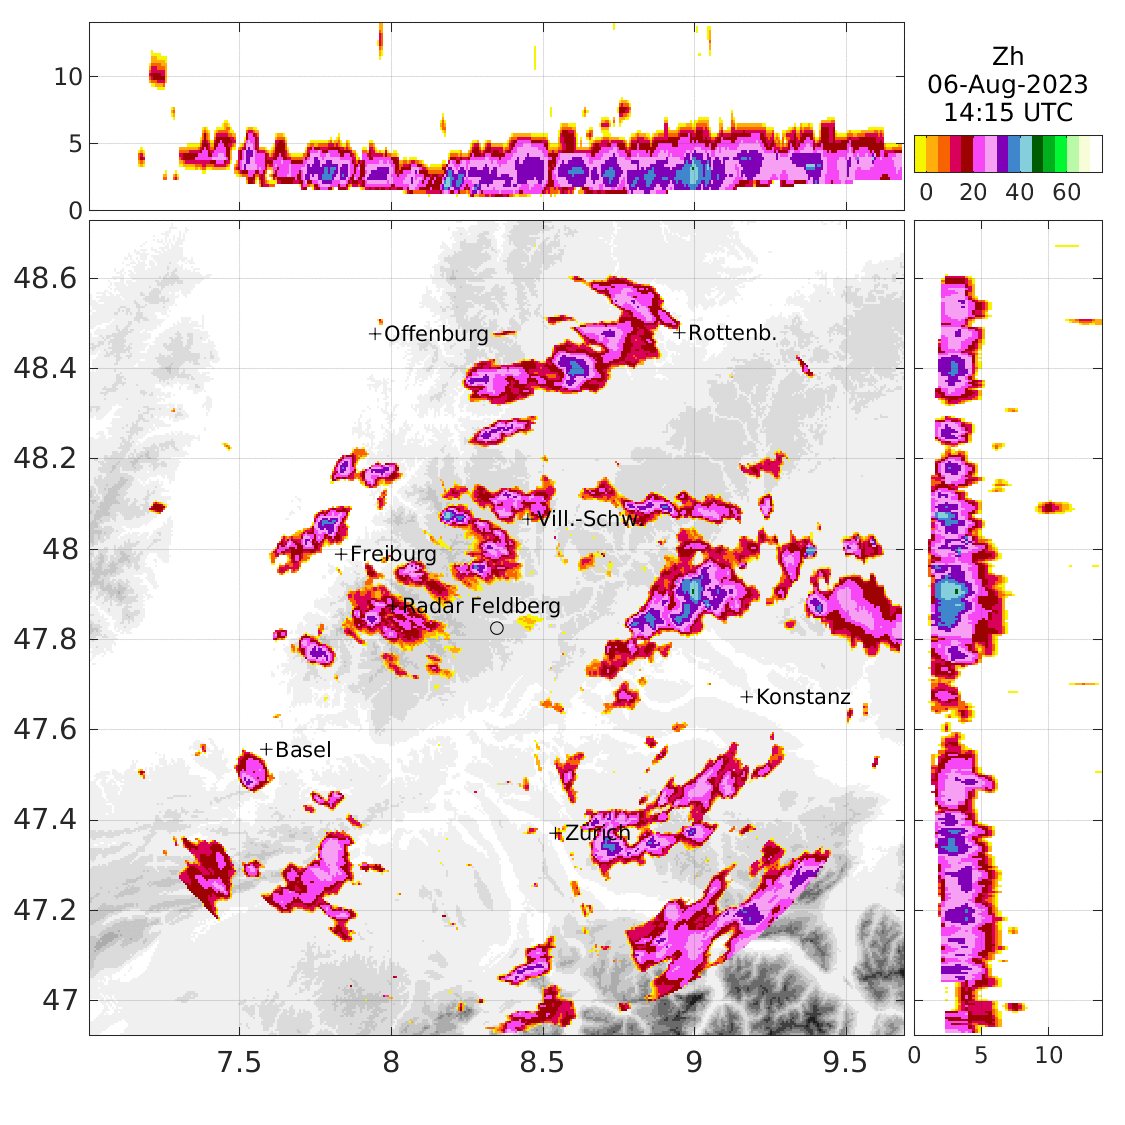 10
5
0
Zh
06-Aug-2023
14:15 UTC
0 20 40 60
48.6
48.4
48.2
48
47.8
47.6
47.4
47.2
47
+Offenburg
+Rottenb.
+Vill.-Schw.
+Freiburg
+Radar Feldberg
+Konstanz
+Basel
+Zürich
7.5 8 8.5 9 9.5
0 5 10